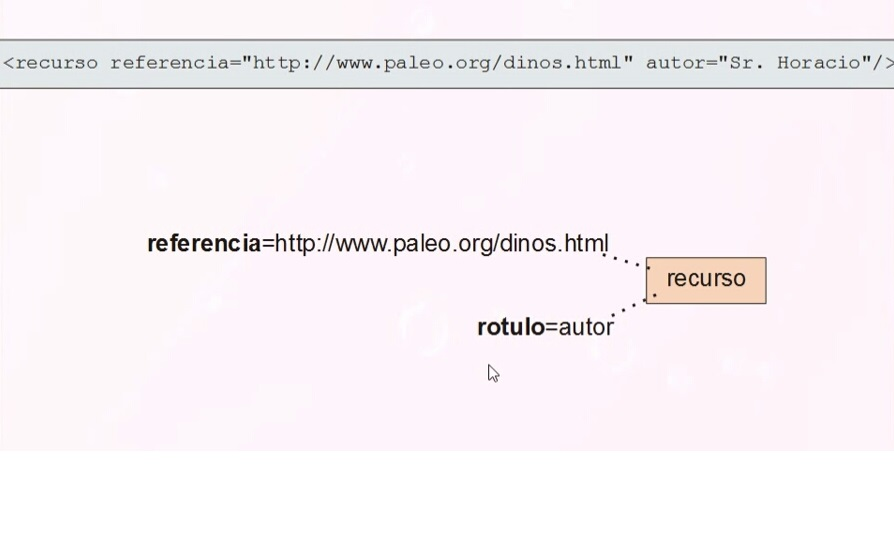 <recurso referencia="http://www.paleo.org/dinos.html" autor="Sr. Horacio"/>
referencia=http://www.paleo.org/dinos.html
recurso
rotulo=autor